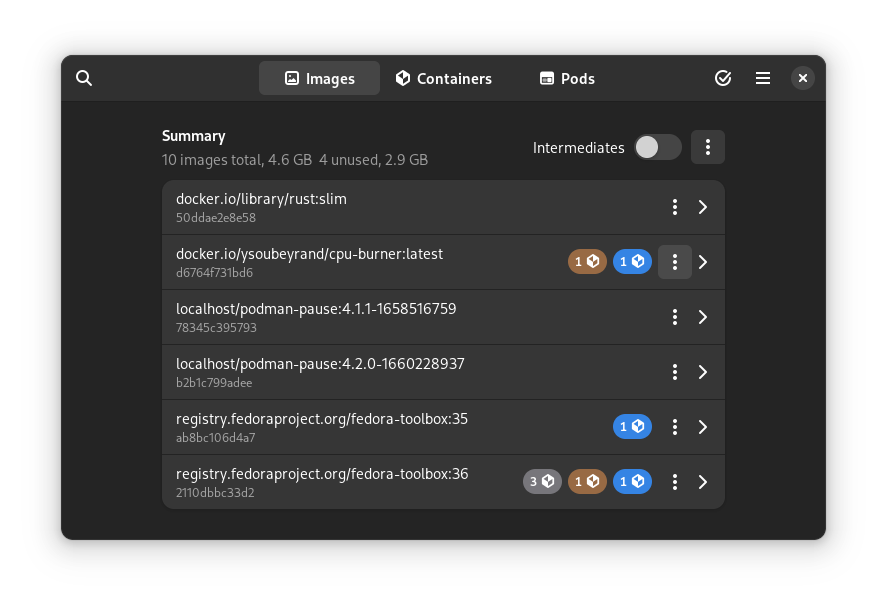 Images Containers Pods
Summary
10 images total, 4.6 GB 4 unused, 2.9 GB
Intermediates
docker.io/library/rust:slim
50ddae2e8e58
docker.io/ysoubeyrand/cpu-burner:latest
d6764f731bd6
1 1
localhost/podman-pause:4.1.1-1658516759
78345c395793
localhost/podman-pause:4.2.0-1660228937
b2b1c799adee
registry.fedoraproject.org/fedora-toolbox:35
ab8bc106d4a7
1
registry.fedoraproject.org/fedora-toolbox:36
2110dbbc33d2
3 1 1